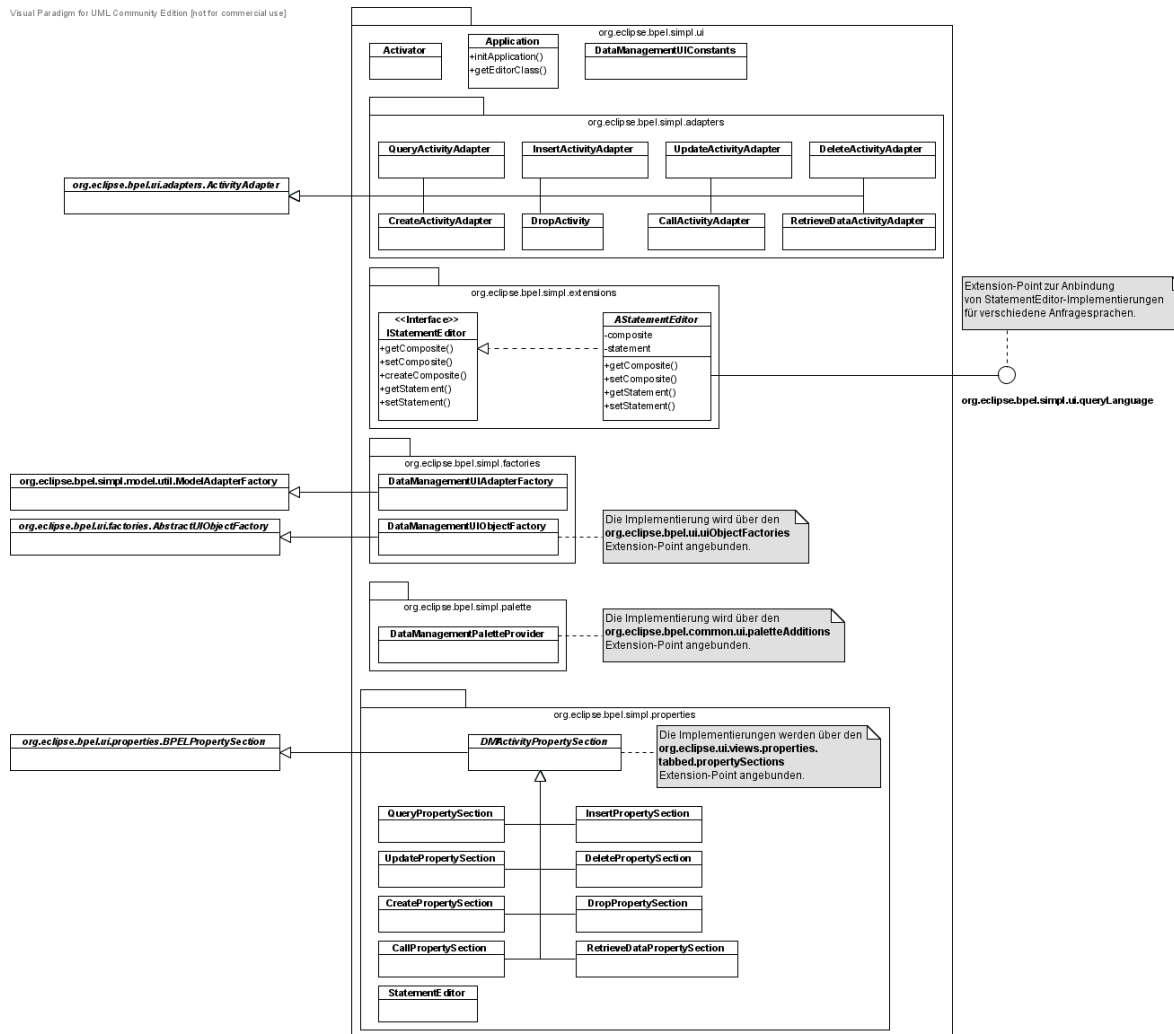 Visual Paradigm for UML Community Edition [not for commercial use]
org.eclipse.bpel.simpl.ui
Activator
Application
+initApplication()
+getEditorClass()
DataManagementUIConstants
org.eclipse.bpel.simpl.adapters
QueryActivityAdapter
InsertActivityAdapter
UpdateActivityAdapter
DeleteActivityAdapter
org.eclipse.bpel.ui.adapters.ActivityAdapter
CreateActivityAdapter
DropActivity
CallActivityAdapter
RetrieveDataActivityAdapter
org.eclipse.bpel.simpl.extensions
<<Interface>>
IStatementEditor
+getComposite()
+setComposite()
+createComposite()
+getStatement()
+setStatement()
AStatementEditor
-composite
-statement
+getComposite()
+setComposite()
+getStatement()
+setStatement()
Extension-Point zur Anbindung
von StatementEditor-Implementierungen
für verschiedene Anfragesprachen.
org.eclipse.bpel.simpl.ui.queryLanguage
org.eclipse.bpel.simpl.factories
org.eclipse.bpel.simpl.model.util.ModelAdapterFactory
DataManagementUIAdapterFactory
org.eclipse.bpel.ui.factories.AbstractUIObjectFactory
DataManagementUIObjectFactory
Die Implementierung wird über den
org.eclipse.bpel.ui.uiObjectFactories
Extension-Point angebunden.
org.eclipse.bpel.simpl.palette
DataManagementPaletteProvider
Die Implementierung wird über den
org.eclipse.bpel.common.ui.paletteAdditions
Extension-Point angebunden.
org.eclipse.bpel.simpl.properties
org.eclipse.bpel.ui.properties.BPELPropertySection
DMActivityPropertySection
Die Implementierungen werden über den
org.eclipse.ui.views.properties.
tabbed.propertySections
Extension-Point angebunden.
QueryPropertySection
InsertPropertySection
UpdatePropertySection
DeletePropertySection
CreatePropertySection
DropPropertySection
CallPropertySection
RetrieveDataPropertySection
StatementEditor